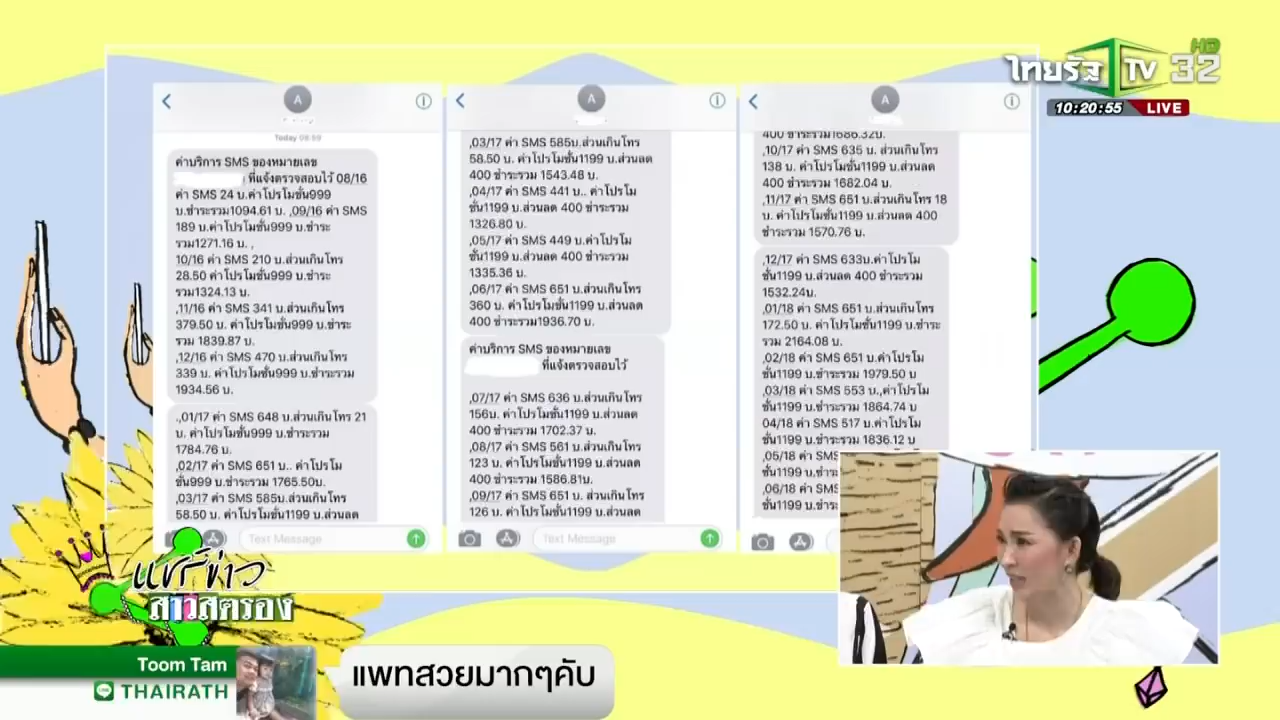 ไทยรัฐ TV 32 HD
10:20:55 LIVE
A
Today 08:59
ค่าบริการ SMS ของหมายเลข
ที่แจ้งตรวจสอบไว้ 08/16
ค่า SMS 24 บ.ค่าโปรโมชั่น999
บ.ชำระรวม1094.61 บ. ,09/16 ค่า SMS
189 บ.ค่าโปรโมชั่น999 บ.ชำระ
รวม1271.16 บ. ,
10/16 ค่า SMS 210 บ.ส่วนเกินโทร
28.50 บ. ค่าโปรโมชั่น999 บ.ชำระ
รวม1324.13 บ.
,11/16 ค่า SMS 341 บ.ส่วนเกินโทร
379.50 บ. ค่าโปรโมชั่น999 บ.ชำระ
รวม 1839.87 บ.
,12/16 ค่า SMS 470 บ.ส่วนเกินโทร
339 บ. ค่าโปรโมชั่น999 บ.ชำระรวม
1934.56 บ.
.,01/17 ค่า SMS 648 บ.ส่วนเกินโทร 21
บ. ค่าโปรโมชั่น999 บ.ชำระรวม
1784.76 บ.
,02/17 ค่า SMS 651 บ.. ค่าโปรโม
ชั่น999 บ.ชำระรวม 1765.50บ.
,03/17 ค่า SMS 585บ.ส่วนเกินโทร
58.50 บ. ค่าโปรโมชั่น1199 บ.ส่วนลด
Text Message
A
,03/17 ค่า SMS 585บ.ส่วนเกินโทร
58.50 บ. ค่าโปรโมชั่น1199 บ.ส่วนลด
400 ชำระรวม 1543.48 บ.
,04/17 ค่า SMS 441 บ.. ค่าโปรโม
ชั่น1199 บ.ส่วนลด 400 ชำระรวม
1326.80 บ.
,05/17 ค่า SMS 449 บ.ค่าโปรโม
ชั่น1199 บ.ส่วนลด 400 ชำระรวม
1335.36 บ.
,06/17 ค่า SMS 651 บ.ส่วนเกินโทร
360 บ. ค่าโปรโมชั่น1199 บ.ส่วนลด
400 ชำระรวม1936.70 บ.
ค่าบริการ SMS ของหมายเลข
ที่แจ้งตรวจสอบไว้
,07/17 ค่า SMS 636 บ.ส่วนเกินโทร
156บ. ค่าโปรโมชั่น1199 บ.ส่วนลด
400 ชำระรวม 1702.37 บ.
,08/17 ค่า SMS 561 บ.ส่วนเกินโทร
123 บ. ค่าโปรโมชั่น1199 บ.ส่วนลด
400 ชำระรวม 1586.81บ.
,09/17 ค่า SMS 651 บ. ส่วนเกินโทร
126 บ. ค่าโปรโมชั่น1199 บ.ส่วนลด
Text Message
A
400 ชำระรวม1686.32บ.
,10/17 ค่า SMS 635 บ. ส่วนเกินโทร
138 บ. ค่าโปรโมชั่น1199 บ.ส่วนลด
400 ชำระรวม 1682.04 บ.
,11/17 ค่า SMS 651 บ.ส่วนเกินโทร 18
บ. ค่าโปรโมชั่น1199 บ.ส่วนลด 400
ชำระรวม 1570.76 บ.
,12/17 ค่า SMS 633บ.ค่าโปรโม
ชั่น1199 บ.ส่วนลด 400 ชำระรวม
1532.24บ.
,01/18 ค่า SMS 651 บ.ส่วนเกินโทร
172.50 บ. ค่าโปรโมชั่น1199 บ.ชำระ
รวม 2164.08 บ.
,02/18 ค่า SMS 651 บ.ค่าโปรโม
ชั่น1199 บ.ชำระรวม 1979.50 บ
,03/18 ค่า SMS 553 บ.,ค่าโปรโม
ชั่น1199 บ.ชำระรวม 1864.74 บ
04/18 ค่า SMS 517 บ.ค่าโปรโม
ชั่น1199 บ.ชำระรวม 1836.12 บ
,05/18 ค่า SMS
ชั่น1199 บ.ชำระ
,06/18 ค่า SMS
ชั่น1199 บ.ชำระ
แชร์ข่าว
สาวสตรอง
Toom Tam
THAIRATH
แพทสวยมากๆคับ